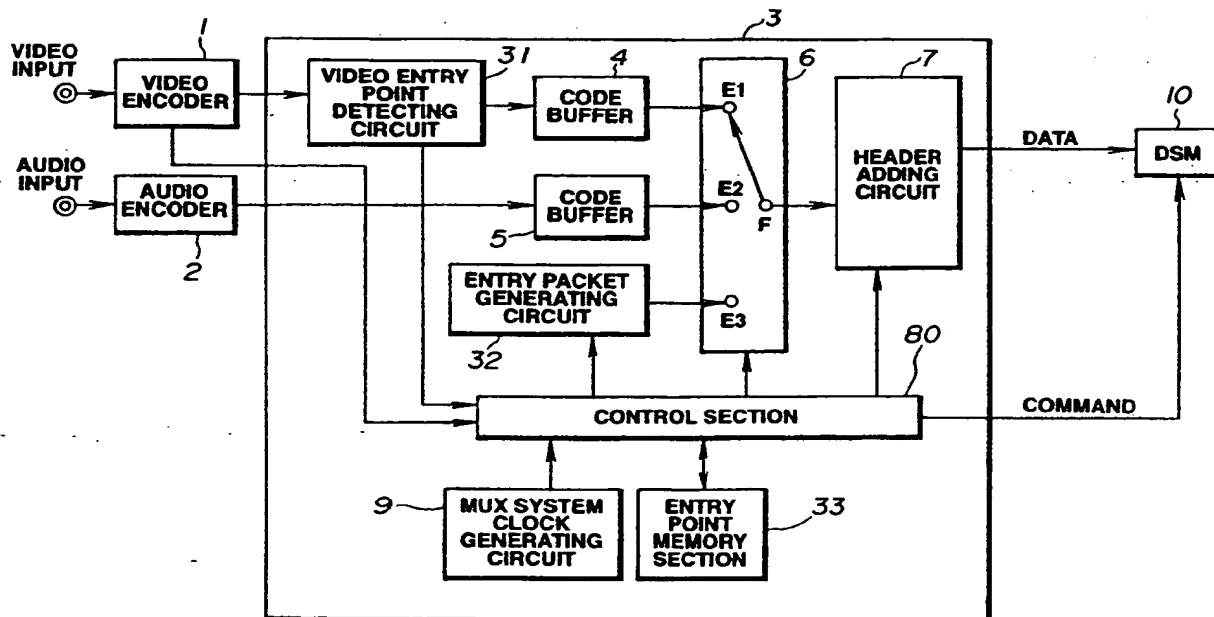 1
3
VIDEO
INPUT
VIDEO
ENCODER
31
VIDEO ENTRY
POINT
DETECTING
CIRCUIT
4
CODE
BUFFER
6
E1
7
HEADER
ADDING
CIRCUIT
DATA
10
DSM
AUDIO
INPUT
AUDIO
ENCODER
2
CODE
BUFFER
5
E2
F
ENTRY PACKET
GENERATING
CIRCUIT
32
E3
80
CONTROL SECTION
COMMAND
9
MUX SYSTEM
CLOCK
GENERATING
CIRCUIT
ENTRY
POINT
MEMORY
SECTION
33